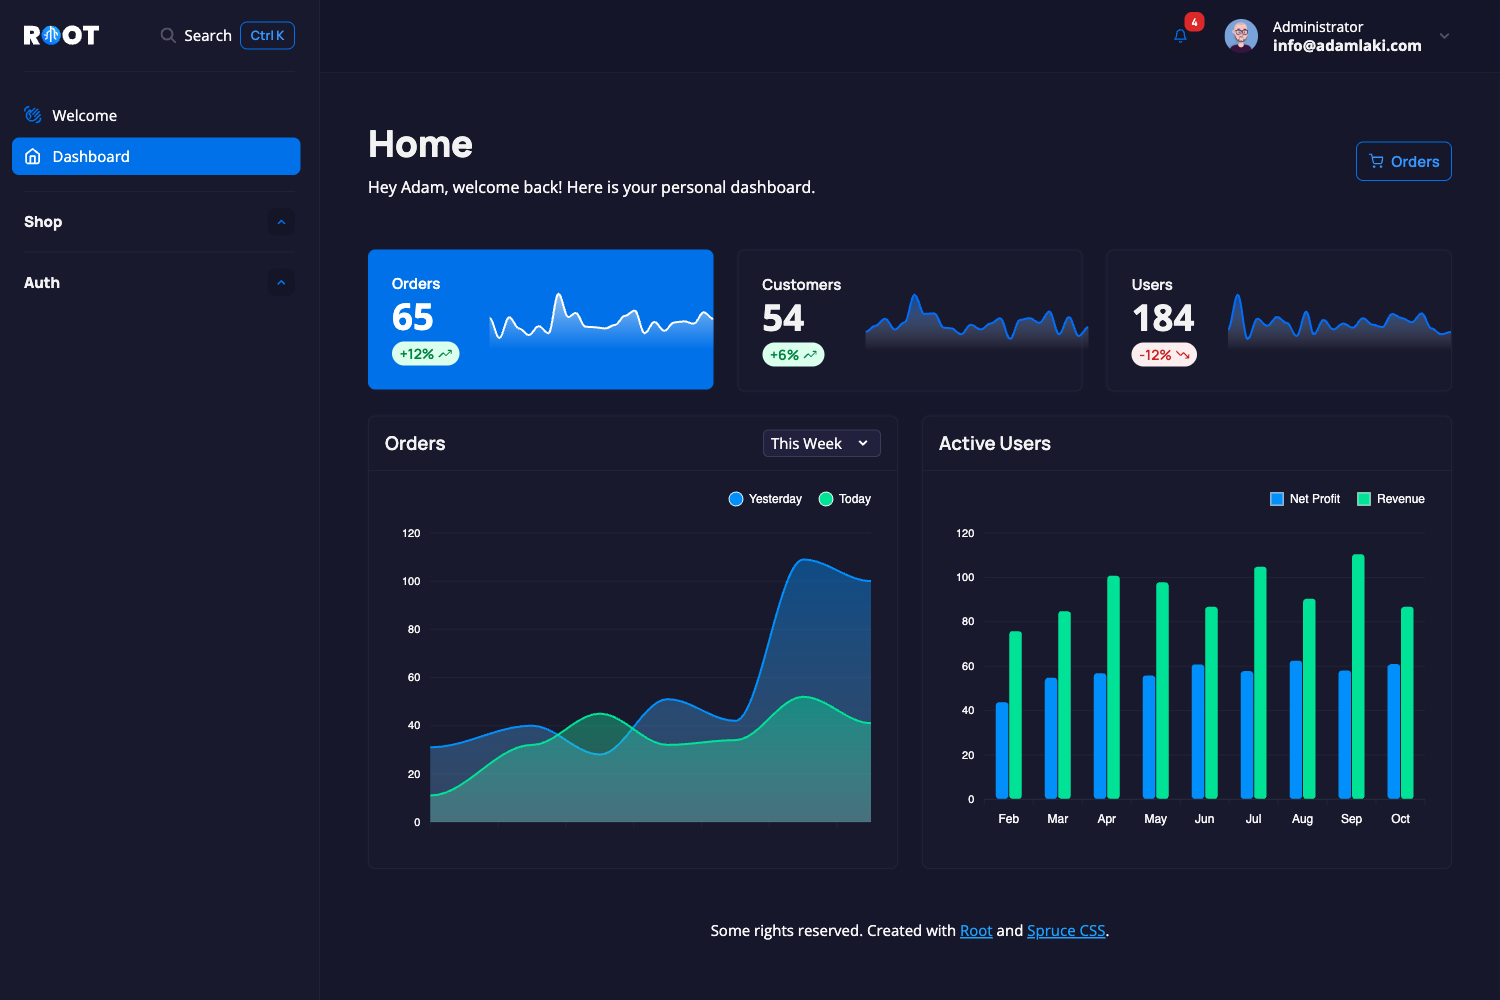 ROOT
Search
Ctrl K
4
Administrator
info@adamlaki.com
Welcome
Dashboard
Shop
Auth
Home
Hey Adam, welcome back! Here is your personal dashboard.
Orders
Orders
65
+12%
Customers
54
+6%
Users
184
-12%
Orders
This Week
Yesterday
Today
120
100
80
60
40
20
0
Active Users
Net Profit
Revenue
120
100
80
60
40
20
0
Feb Mar Apr May Jun Jul Aug Sep Oct
Some rights reserved. Created with Root and Spruce CSS.